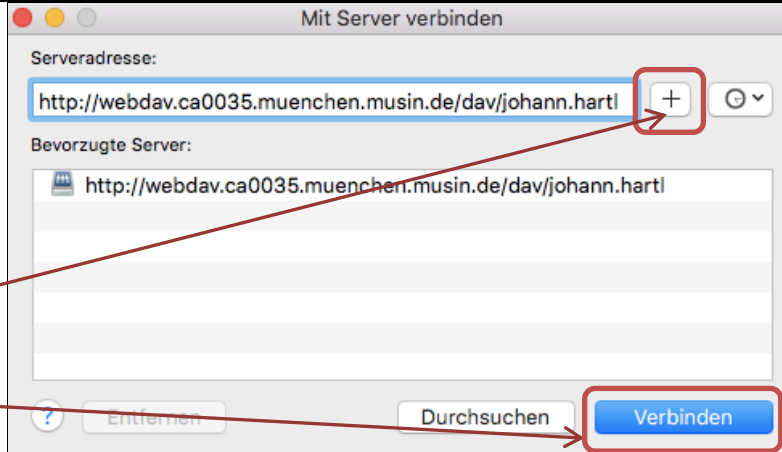 Mit Server verbinden
Serveradresse:
http://webdav.ca0035.muenchen.musin.de/dav/johann.hartl
+
Bevorzugte Server:
http://webdav.ca0035.muenchen.musin.de/dav/johann.hartl
? Entfernen Durchsuchen Verbinden